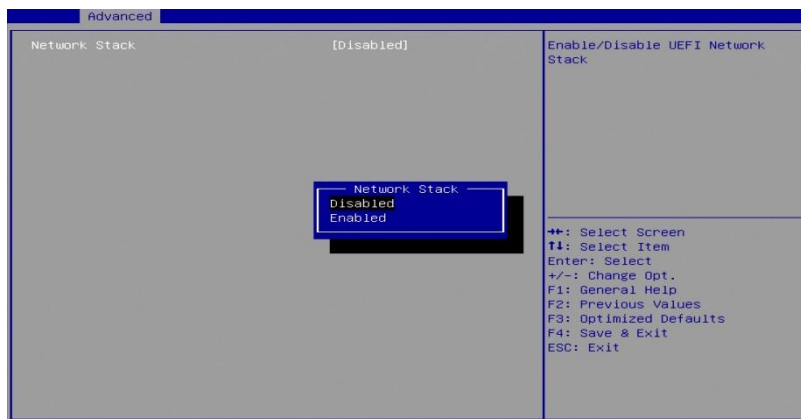 Advanced
Network Stack [Disabled]
Enable/Disable UEFI Network
Stack
Network Stack
Disabled
Enabled
→←: Select Screen
↑↓: Select Item
Enter: Select
+/-: Change Opt.
F1: General Help
F2: Previous Values
F3: Optimized Defaults
F4: Save & Exit
ESC: Exit